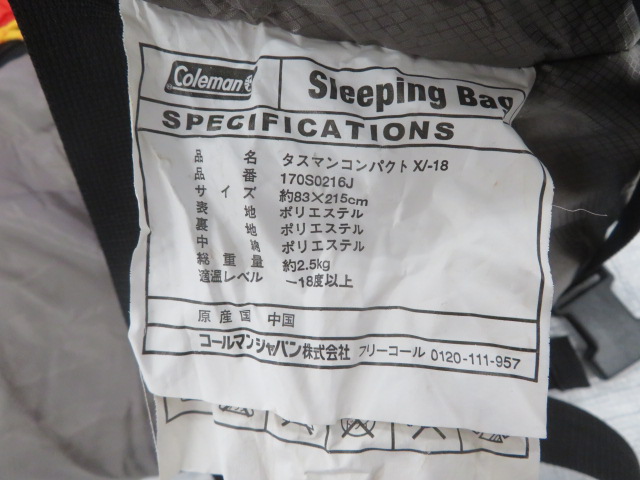 Coleman
Sleeping Bag
SPECIFICATIONS
品名 タスマンコンパクト X/-18
品番 170S0216J
サイズ 約83×215cm
表地 ポリエステル
裏地 ポリエステル
中綿 ポリエステル
総重量 約2.5kg
適温レベル -18度以上
原産国 中国
コールマンジャパン株式会社 フリーコール 0120-111-957